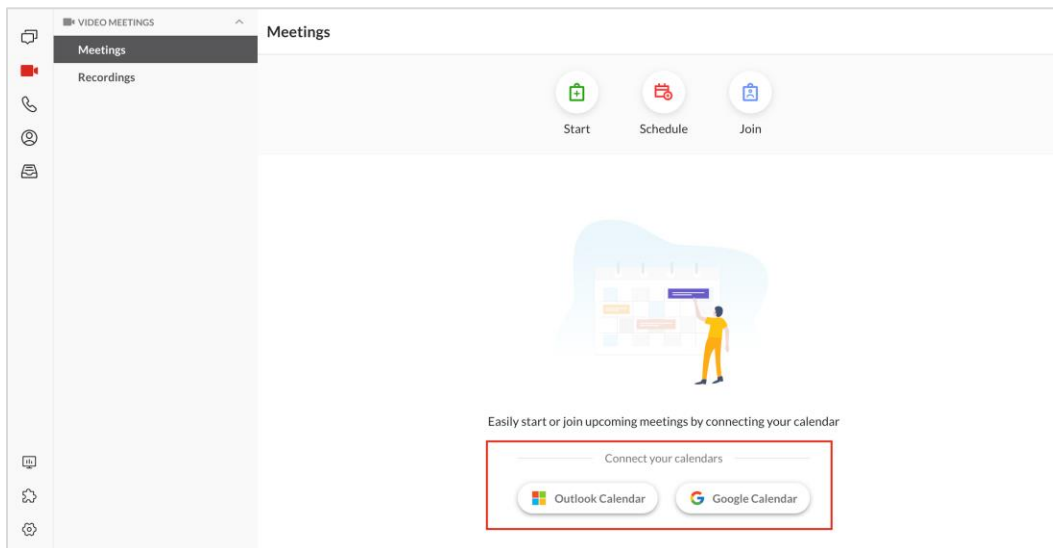 VIDEO MEETINGS
Meetings
Recordings
Meetings
Start
Schedule
Join
Easily start or join upcoming meetings by connecting your calendar
Connect your calendars
Outlook Calendar
Google Calendar